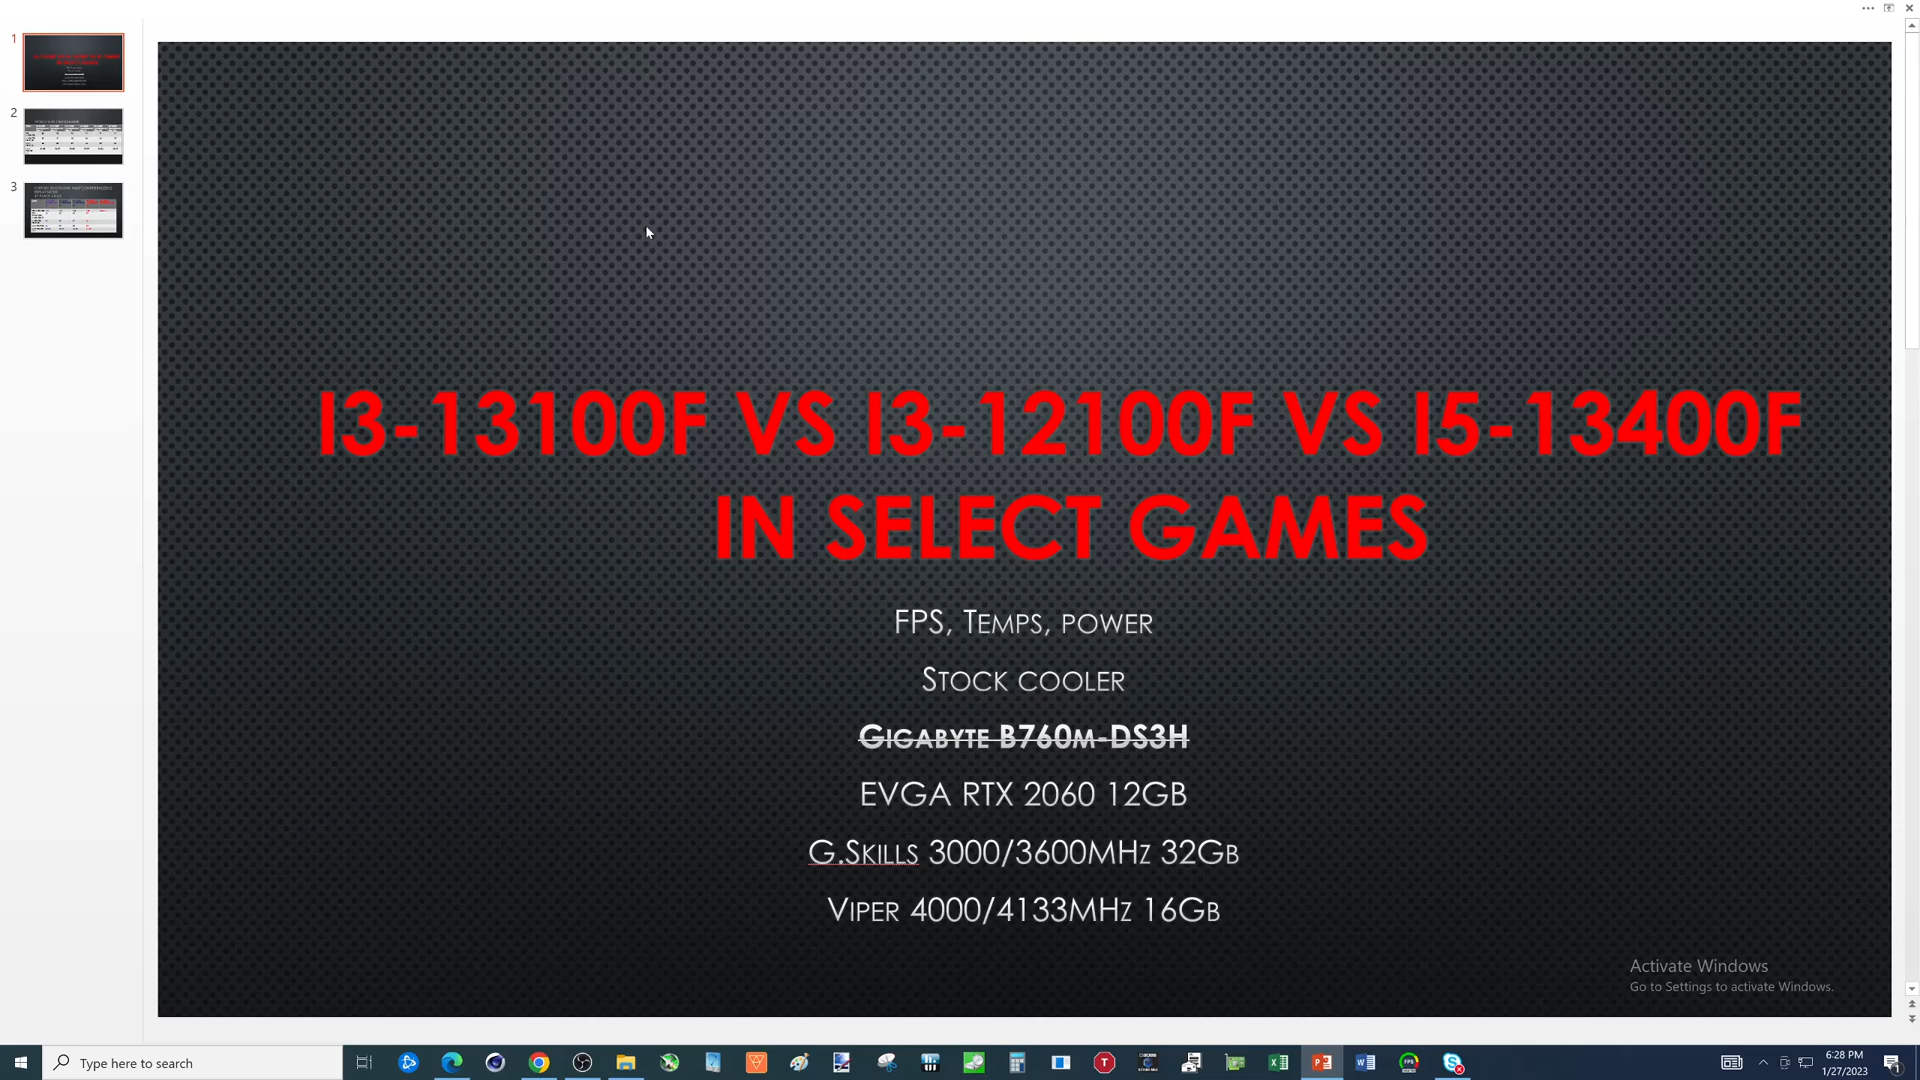 1
2
3
I3-13100F VS I3-12100F VS I5-13400F
IN SELECT GAMES
FPS, TEMPS, POWER
STOCK COOLER
GIGABYTE B760M-DS3H
EVGA RTX 2060 12GB
G.SKILLS 3000/3600MHZ 32GB
VIPER 4000/4133MHZ 16GB
Activate Windows
Go to Settings to activate Windows.
Type here to search
6:28 PM
1/27/2023